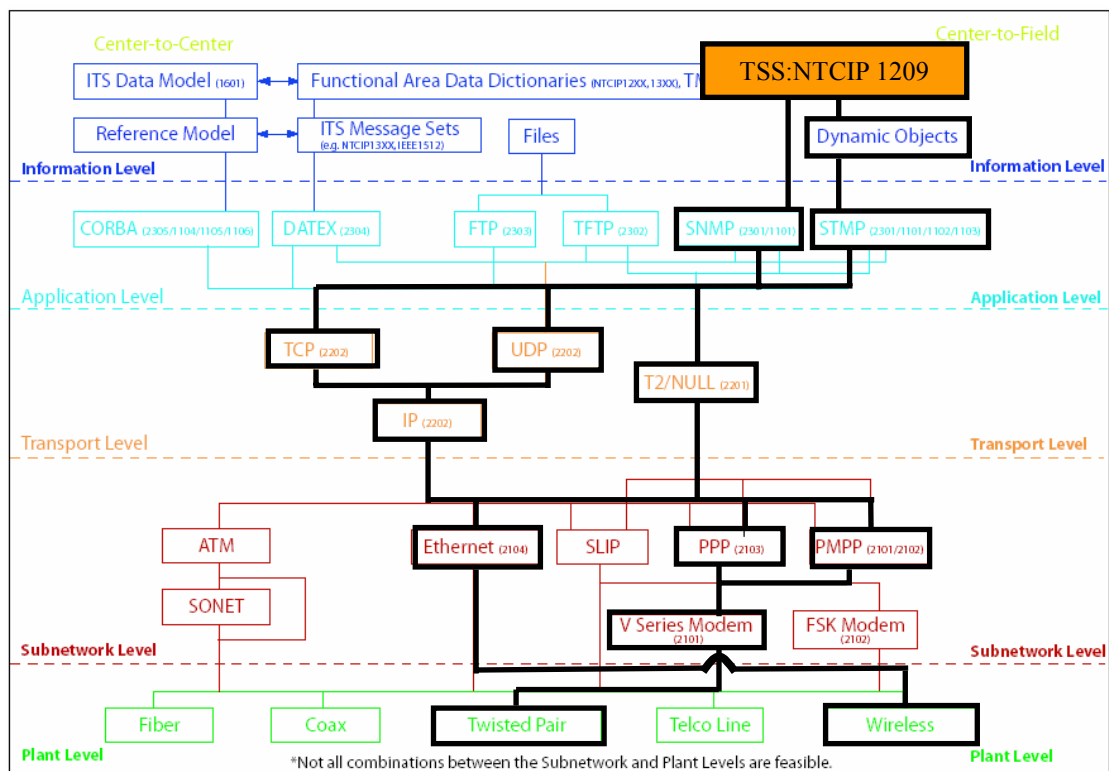 Center-to-Center
Center-to-Field
ITS Data Model (1601)
Functional Area Data Dictionaries (NTCIP12XX, 13XX), TM
TSS:NTCIP 1209
Reference Model
ITS Message Sets
(e.g. NTCIP13XX, IEEE1512)
Files
Dynamic Objects
Information Level
Information Level
CORBA (2305/1104/1105/1106)
DATEX (2304)
FTP (2303)
TFTP (2302)
SNMP (2301/1101)
STMP (2301/1101/1102/1103)
Application Level
Application Level
TCP (2202)
UDP (2202)
T2/NULL (2201)
IP (2202)
Transport Level
Transport Level
ATM
Ethernet (2104)
SLIP
PPP (2103)
PMPP (2101/2102)
SONET
V Series Modem
(2101)
FSK Modem
(2102)
Subnetwork Level
Subnetwork Level
Fiber
Coax
Twisted Pair
Telco Line
Wireless
Plant Level
*Not all combinations between the Subnetwork and Plant Levels are feasible.
Plant Level